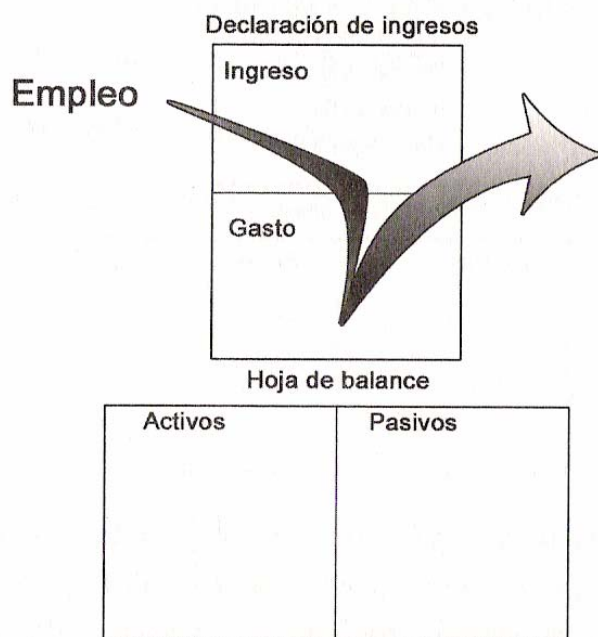 Declaración de ingresos
Ingreso
Empleo
Gasto
Hoja de balance
Activos
Pasivos